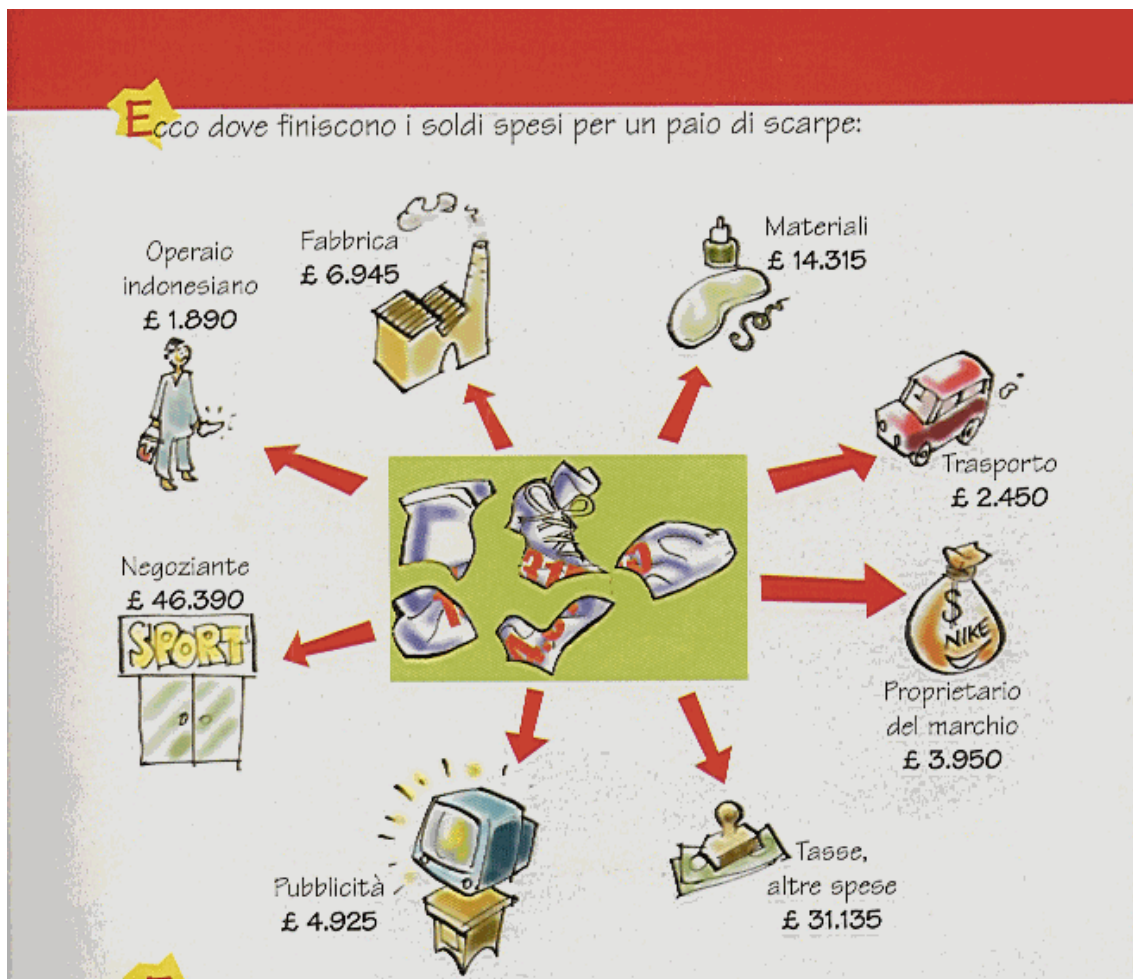 Ecco dove finiscono i soldi spesi per un paio di scarpe:
Operaio
indonesiano
£ 1.890
Fabbrica
£ 6.945
Materiali
£ 14.315
Trasporto
£ 2.450
Negoziante
£ 46.390
SPORT
$
NIKE
Proprietario
del marchio
£ 3.950
Pubblicità
£ 4.925
Tasse,
altre spese
£ 31.135